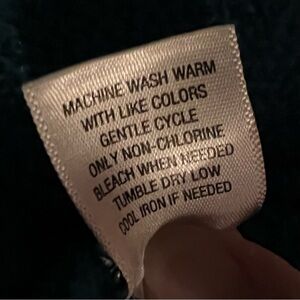 MACHINE WASH WARM
WITH LIKE COLORS
GENTLE CYCLE
ONLY NON-CHLORINE
BLEACH WHEN NEEDED
TUMBLE DRY LOW
COOL IRON IF NEEDED